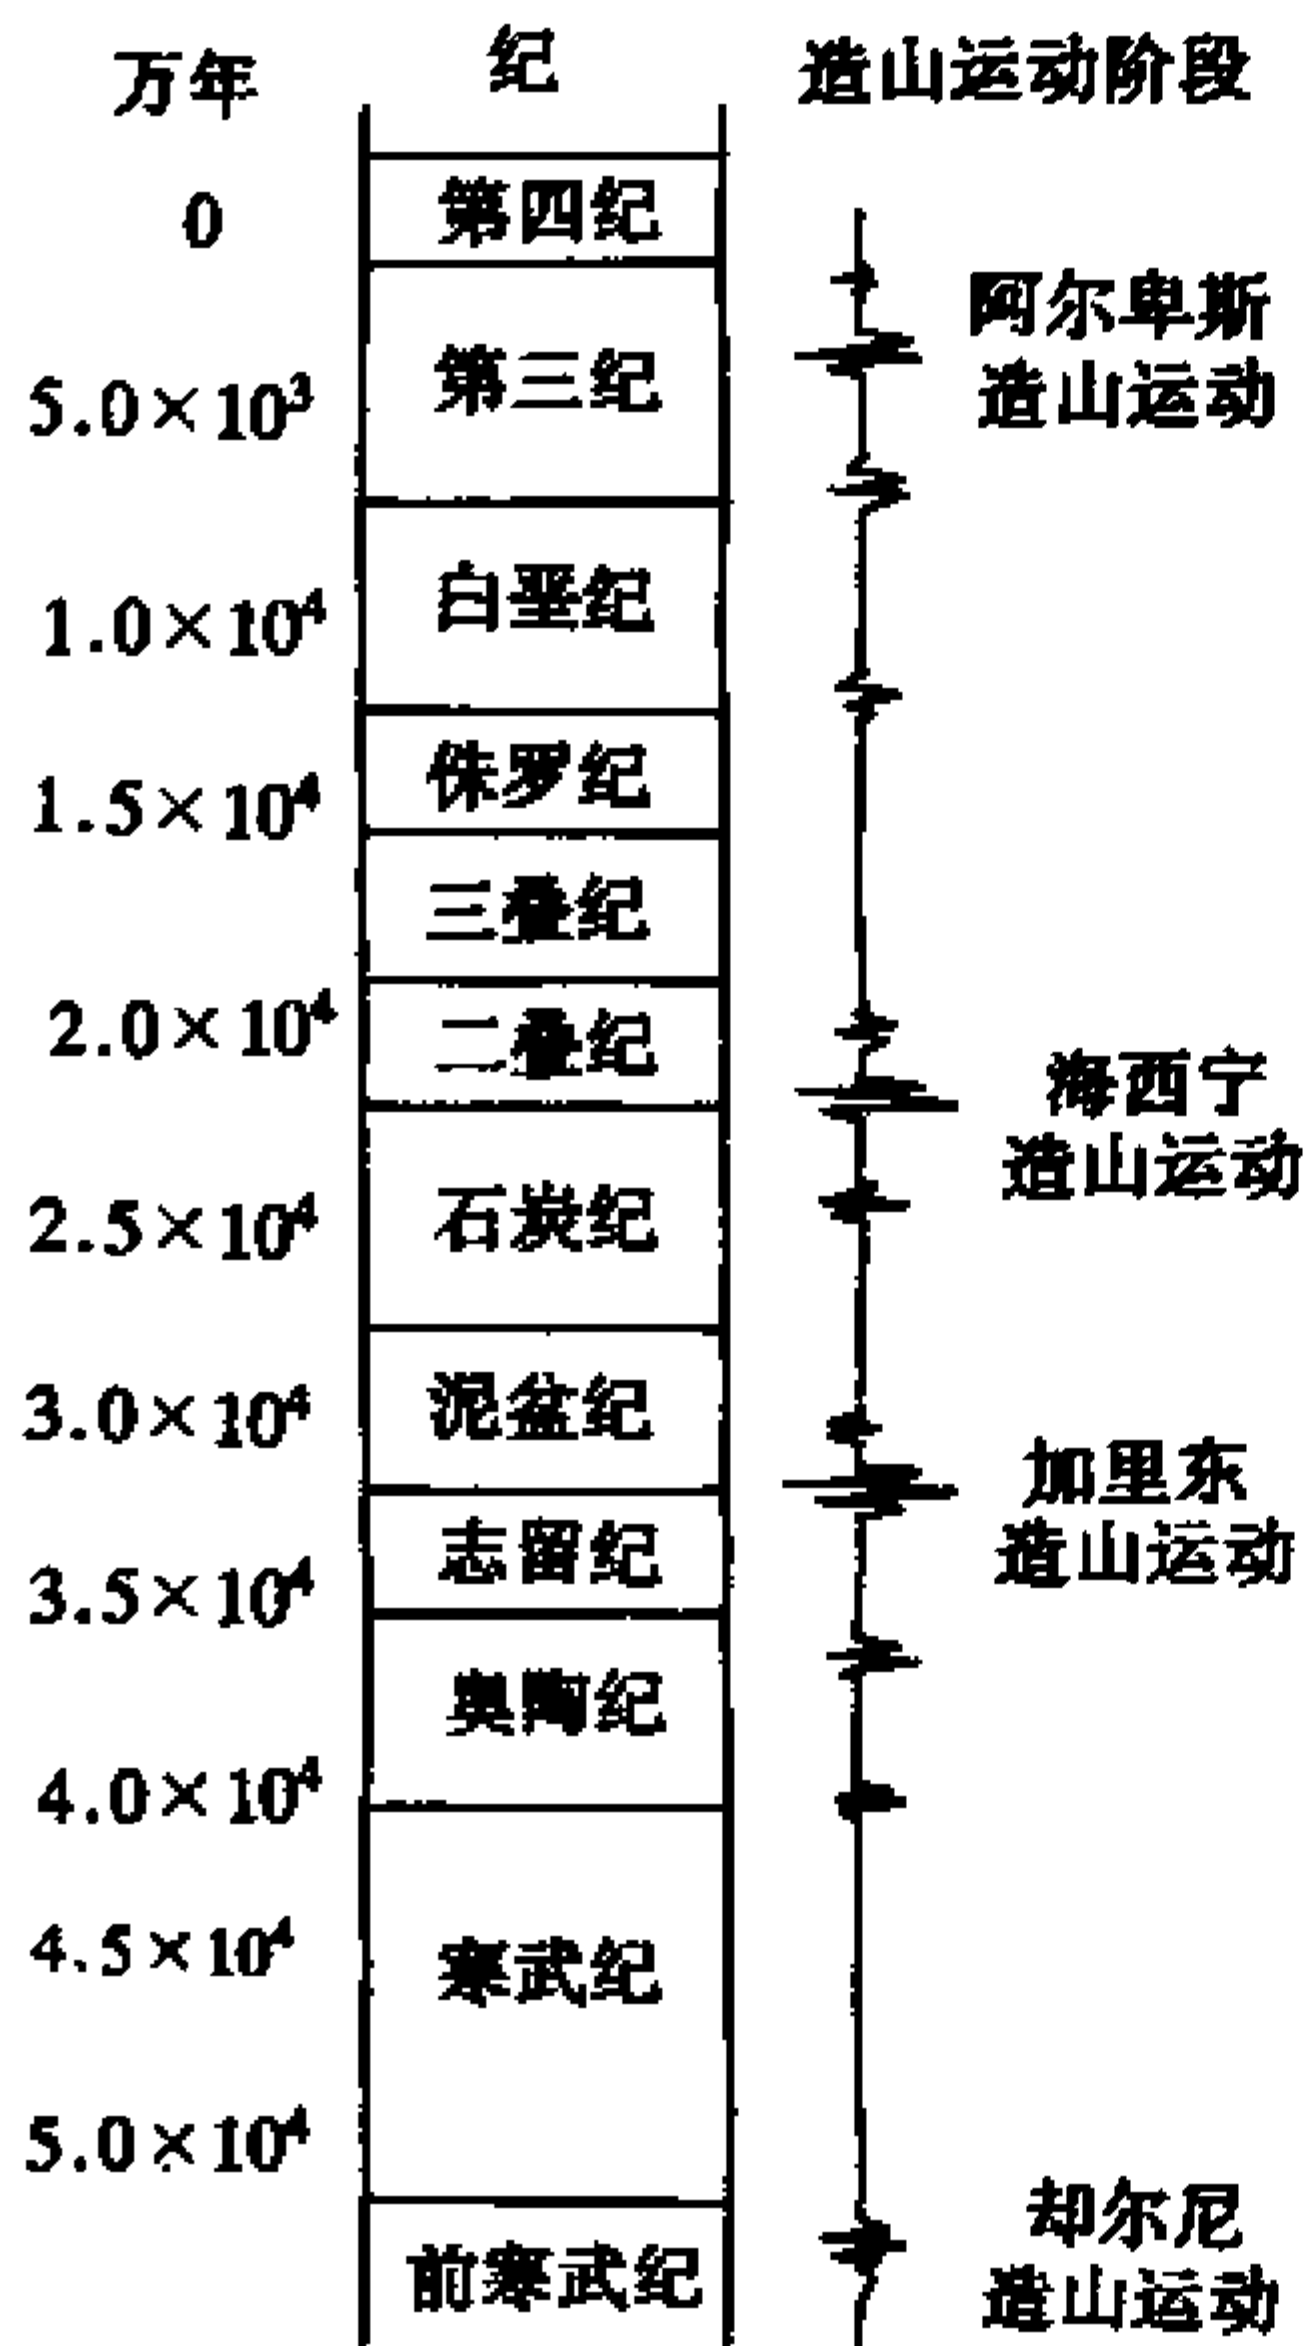 万年 纪 造山运动阶段
0 第四纪
阿尔卑斯
造山运动
5.0×10³ 第三纪
1.0×10⁴ 白垩纪
1.5×10⁴ 侏罗纪
三叠纪
2.0×10⁴ 二叠纪
海西宁
造山运动
2.5×10⁴ 石炭纪
3.0×10⁴ 泥盆纪
加里东
造山运动
志留纪
3.5×10⁴
奥陶纪
4.0×10⁴
4.5×10⁴ 寒武纪
5.0×10⁴
却尔尼
造山运动
前寒武纪